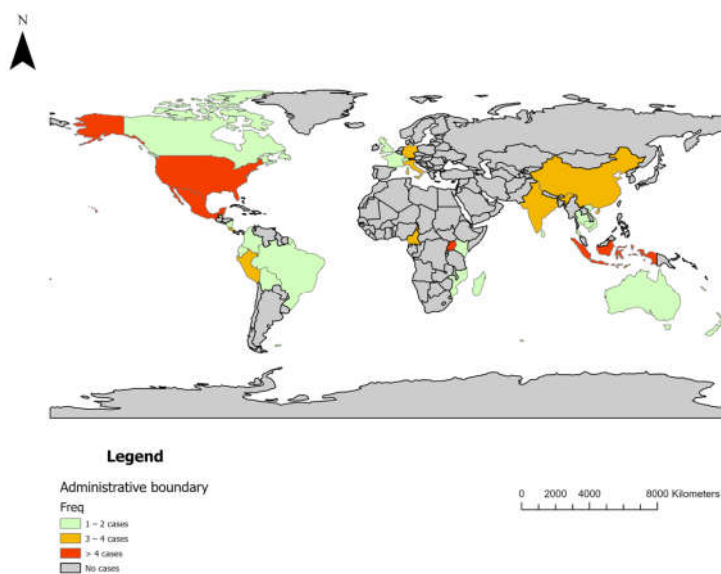 N
Legend
Administrative boundary
Freq
1 – 2 cases
3 – 4 cases
> 4 cases
No cases
0 2000 4000 8000 Kilometers